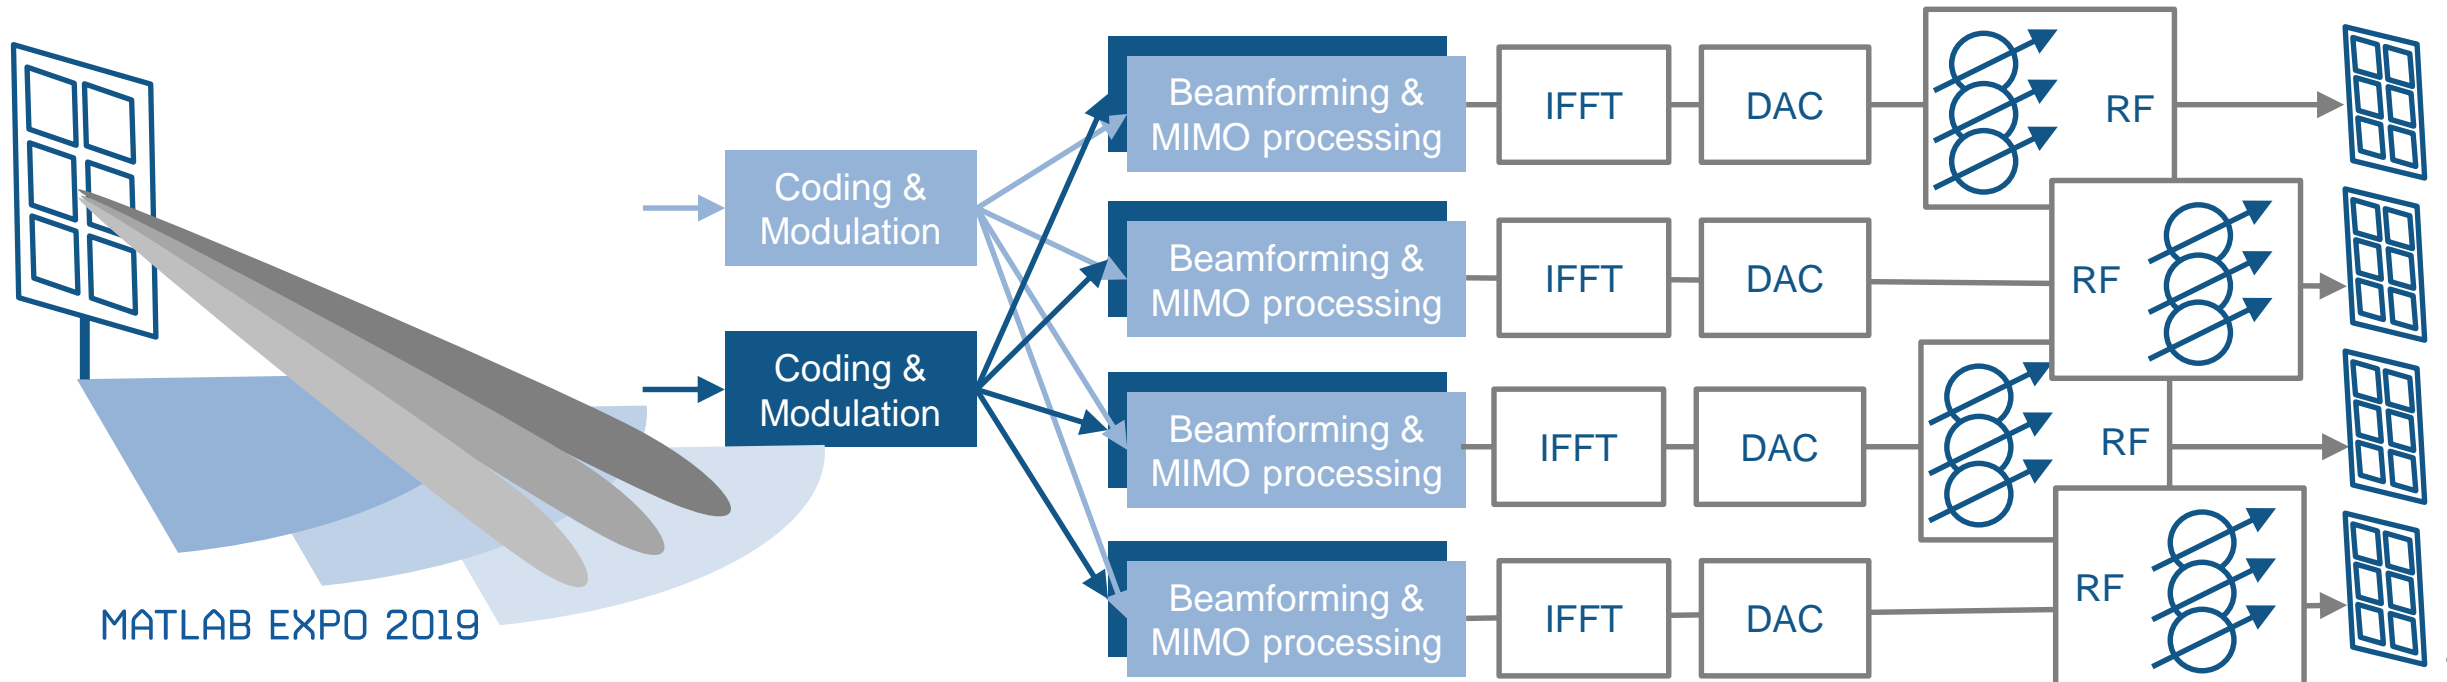 Beamforming &
MIMO processing
IFFT
DAC
RF
Coding &
Modulation
Beamforming &
MIMO processing
IFFT
DAC
RF
Coding &
Modulation
Beamforming &
MIMO processing
IFFT
DAC
RF
Beamforming &
MIMO processing
IFFT
DAC
RF
MATLAB EXPO 2019